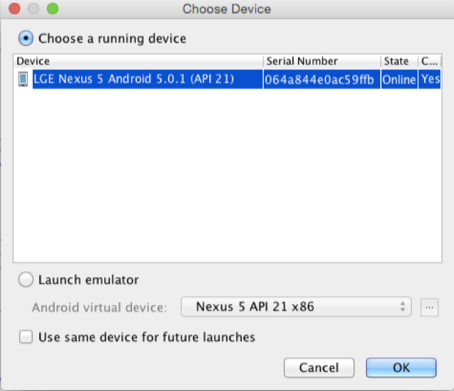 Choose Device
Choose a running device
Device Serial Number State C...
LGE Nexus 5 Android 5.0.1 (API 21) 064a844e0ac59ffb Online Yes
Launch emulator
Android virtual device: Nexus 5 API 21 x86 ...
Use same device for future launches
Cancel OK